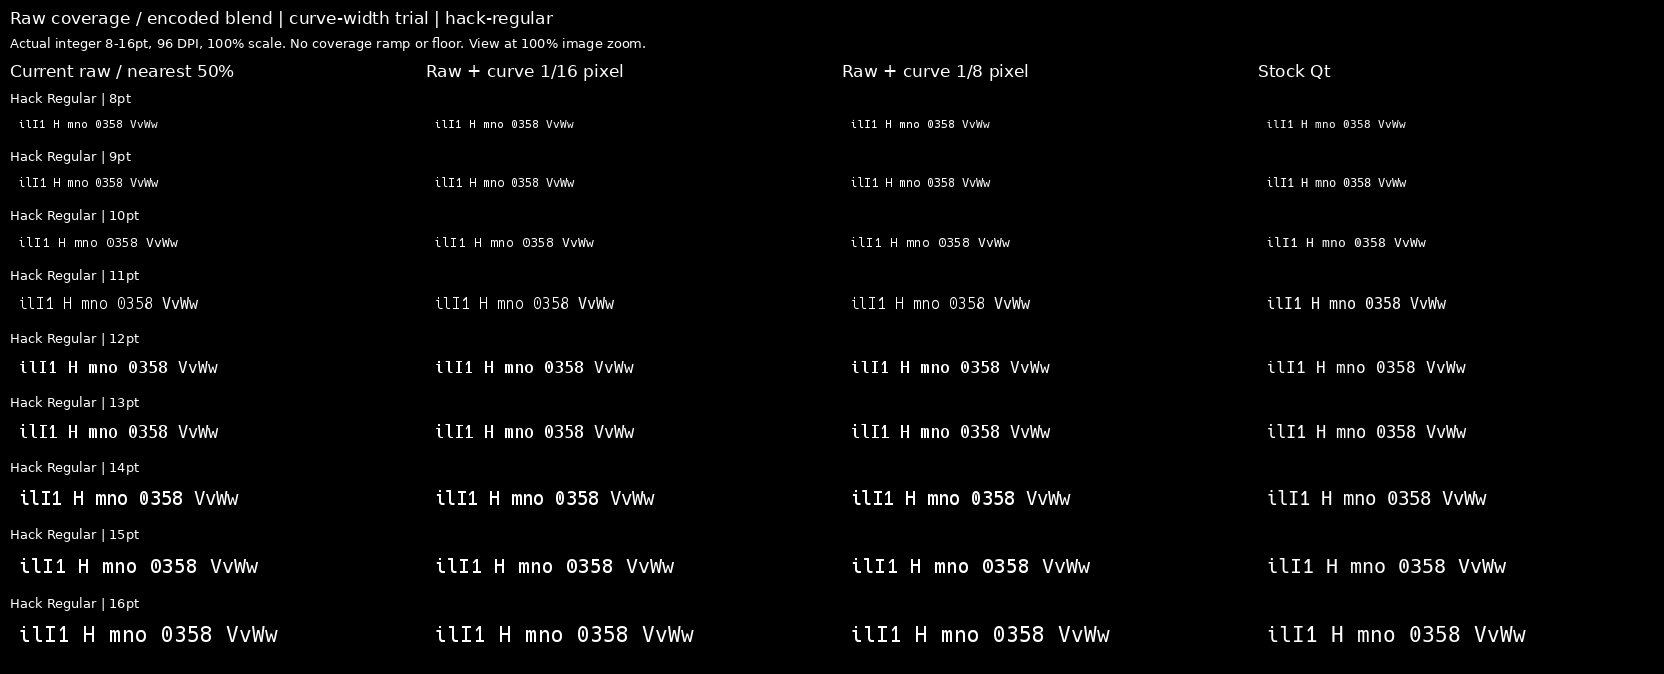 Raw coverage / encoded blend | curve-width trial | hack-regular
Actual integer 8-16pt, 96 DPI, 100% scale. No coverage ramp or floor. View at 100% image zoom.
Current raw / nearest 50% Raw + curve 1/16 pixel Raw + curve 1/8 pixel Stock Qt
Hack Regular | 8pt
ilI1 H mno 0358 VvWw ilI1 H mno 0358 VvWw ilI1 H mno 0358 VvWw ilI1 H mno 0358 VvWw
Hack Regular | 9pt
ilI1 H mno 0358 VvWw ilI1 H mno 0358 VvWw ilI1 H mno 0358 VvWw ilI1 H mno 0358 VvWw
Hack Regular | 10pt
ilI1 H mno 0358 VvWw ilI1 H mno 0358 VvWw ilI1 H mno 0358 VvWw ilI1 H mno 0358 VvWw
Hack Regular | 11pt
ilI1 H mno 0358 VvWw ilI1 H mno 0358 VvWw ilI1 H mno 0358 VvWw ilI1 H mno 0358 VvWw
Hack Regular | 12pt
ilI1 H mno 0358 VvWw ilI1 H mno 0358 VvWw ilI1 H mno 0358 VvWw ilI1 H mno 0358 VvWw
Hack Regular | 13pt
ilI1 H mno 0358 VvWw ilI1 H mno 0358 VvWw ilI1 H mno 0358 VvWw ilI1 H mno 0358 VvWw
Hack Regular | 14pt
ilI1 H mno 0358 VvWw ilI1 H mno 0358 VvWw ilI1 H mno 0358 VvWw ilI1 H mno 0358 VvWw
Hack Regular | 15pt
ilI1 H mno 0358 VvWw ilI1 H mno 0358 VvWw ilI1 H mno 0358 VvWw ilI1 H mno 0358 VvWw
Hack Regular | 16pt
ilI1 H mno 0358 VvWw ilI1 H mno 0358 VvWw ilI1 H mno 0358 VvWw ilI1 H mno 0358 VvWw